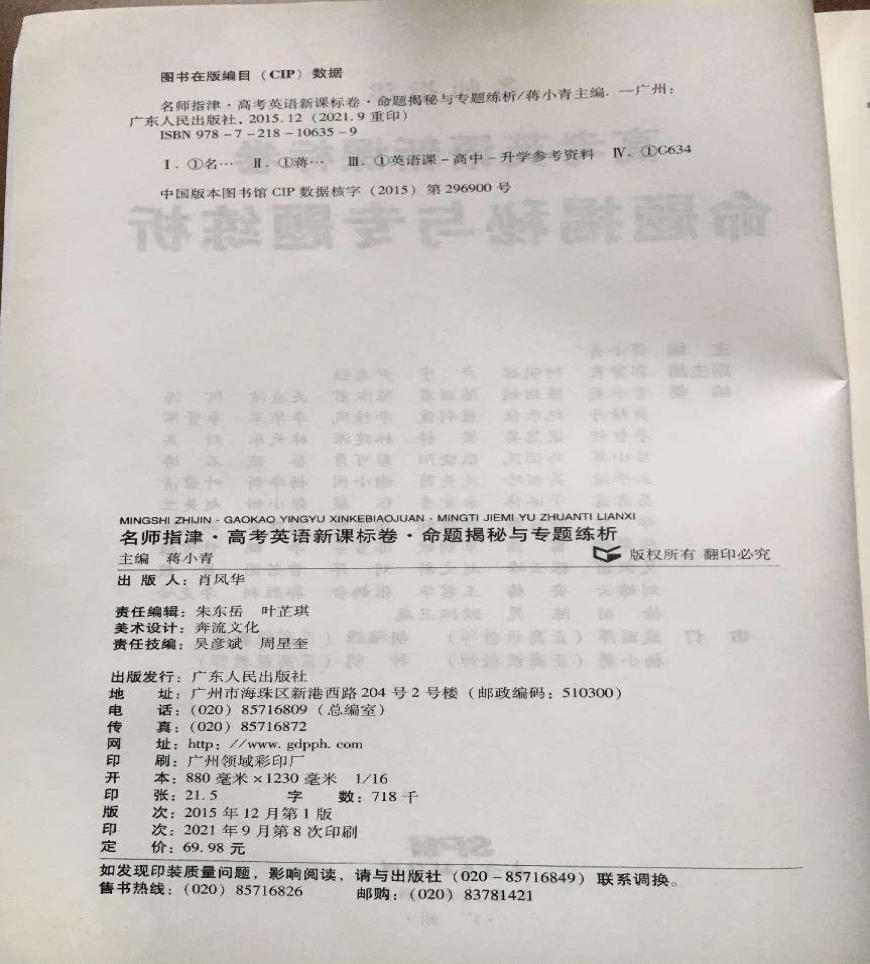 图书在版编目（CIP）数据
名师指津·高考英语新课标卷·命题揭秘与专题练析/蒋小青主编．—广州：
广东人民出版社，2015.12（2021.9 重印）
ISBN 978-7-218-10635-9
Ⅰ．①名… Ⅱ．①蒋… Ⅲ．①英语课-高中-升学参考资料 Ⅳ．①G634
中国版本图书馆 CIP 数据核字（2015）第 296900 号
MINGSHI ZHIJIN·GAOKAO YINGYU XINKEBIAOJUAN·MINGTI JIEMI YU ZHUANTI LIANXI
名师指津·高考英语新课标卷·命题揭秘与专题练析
主编 蒋小青 版权所有 翻印必究
出版人：肖风华
责任编辑：朱东岳 叶芷琪
美术设计：奔流文化
责任技编：吴彦斌 周星奎
出版发行：广东人民出版社
地 址：广州市海珠区新港西路 204 号 2 号楼（邮政编码：510300）
电 话：（020）85716809（总编室）
传 真：（020）85716872
网 址：http：//www.gdpph.com
印 刷：广州领域彩印厂
开 本：880 毫米×1230 毫米 1/16
印 张：21.5 字 数：718 千
版 次：2015 年 12 月第 1 版
印 次：2021 年 9 月第 8 次印刷
定 价：69.98 元
如发现印装质量问题，影响阅读，请与出版社（020-85716849）联系调换。
售书热线：（020）85716826 邮购：（020）83781421